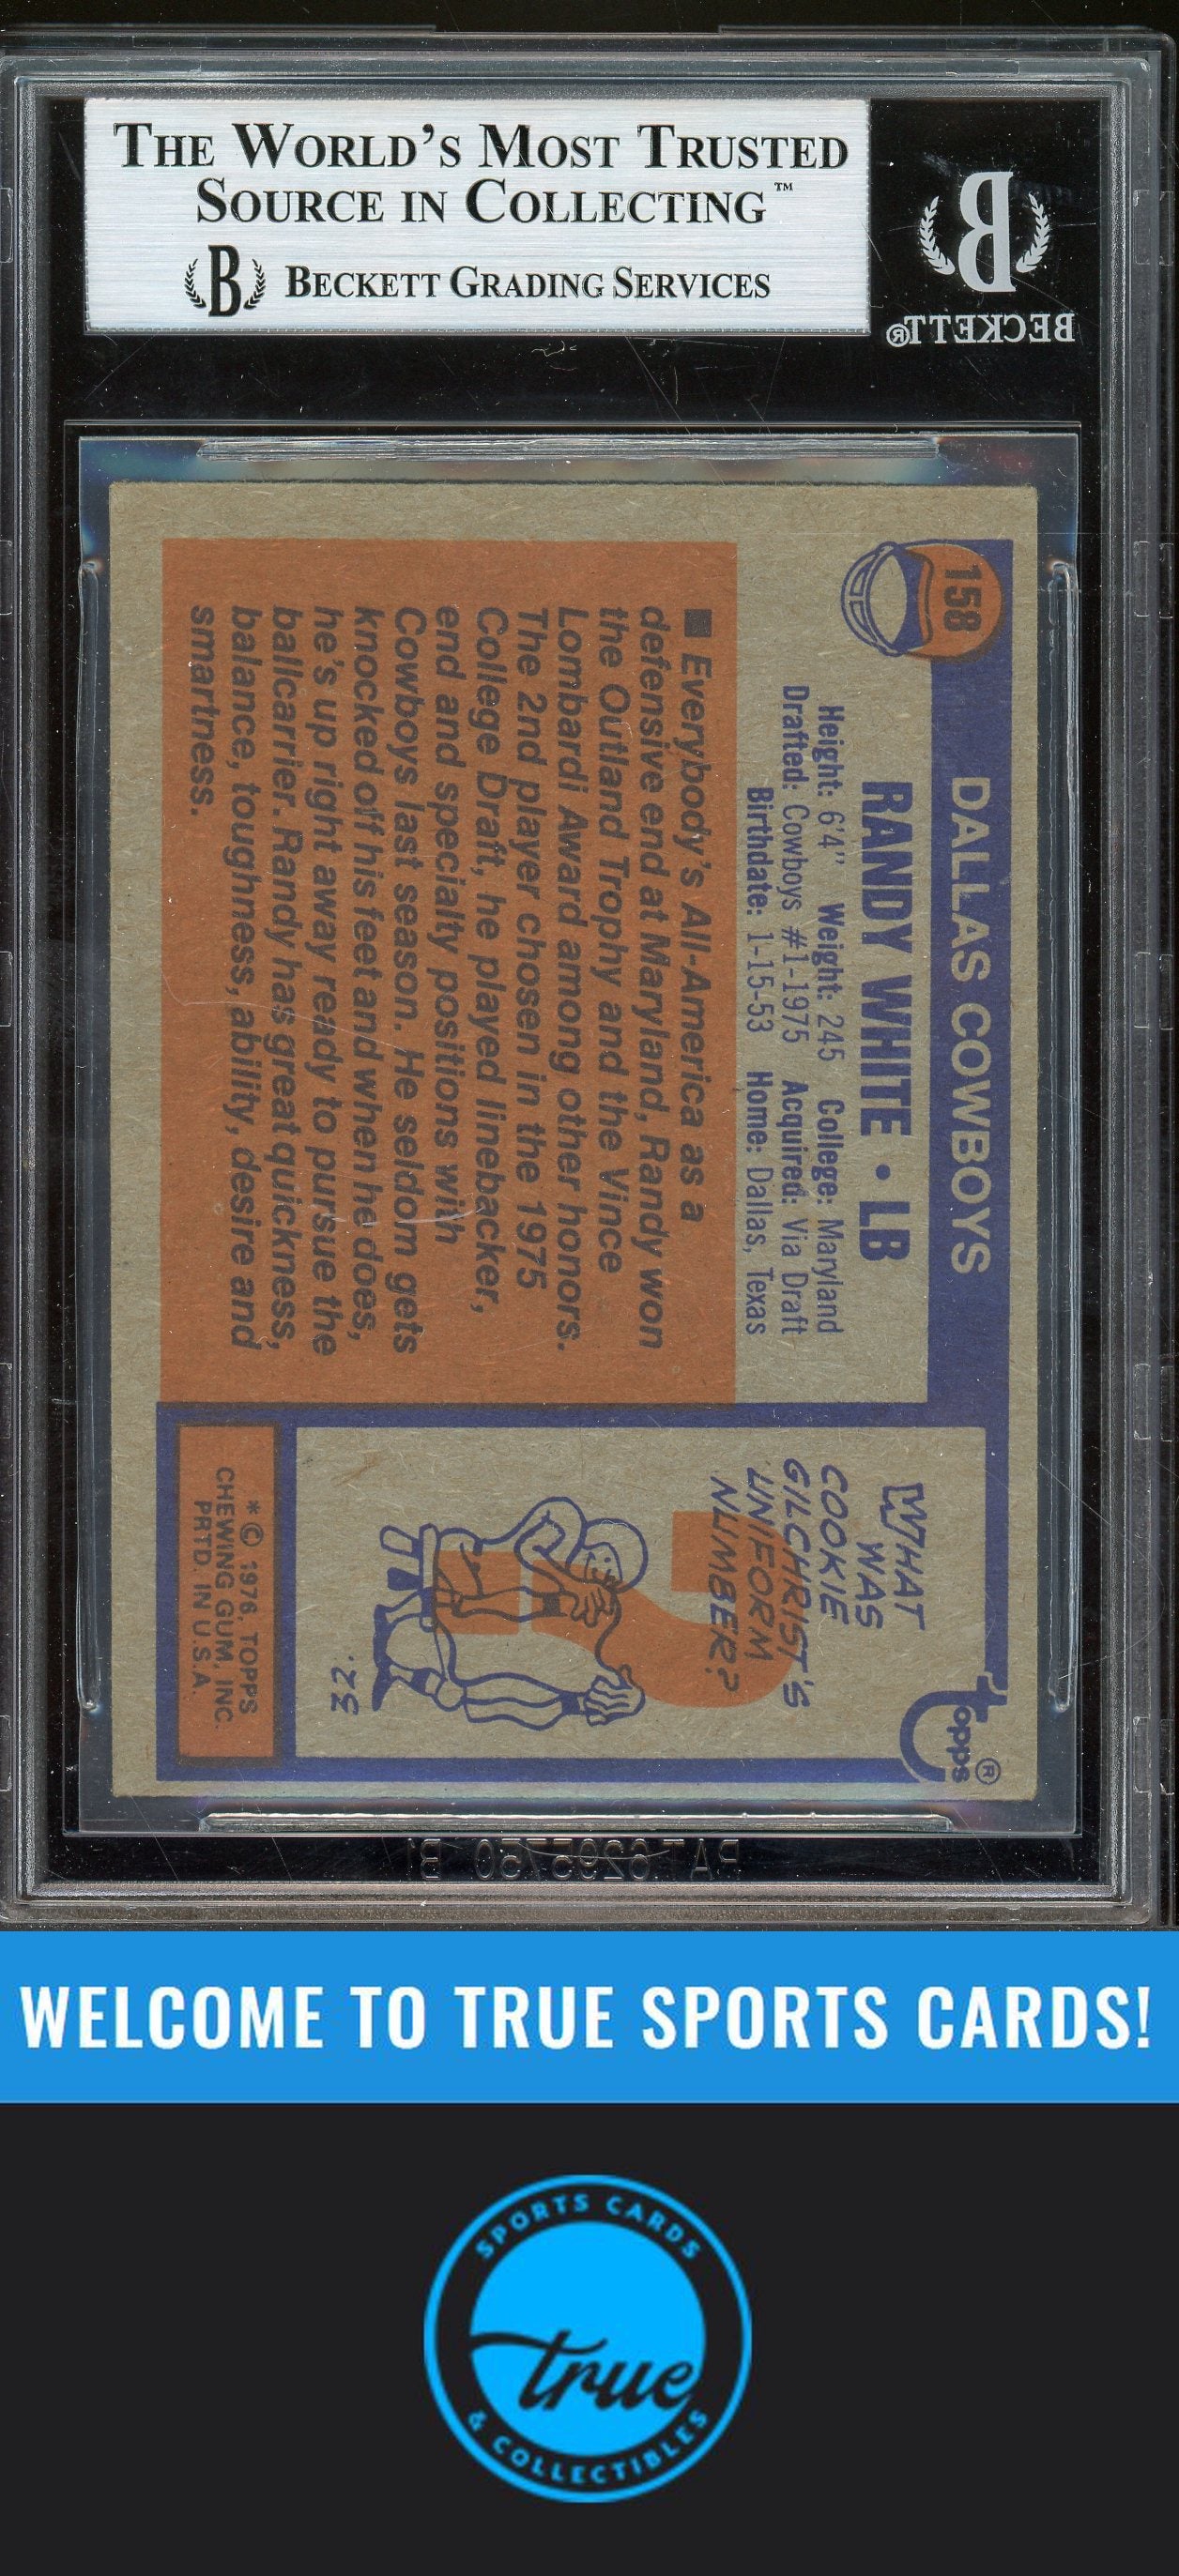 THE WORLD'S MOST TRUSTED
SOURCE IN COLLECTING™
B BECKETT GRADING SERVICES
B
BECKETT®
158
DALLAS COWBOYS
RANDY WHITE • LB
Height: 6'4" Weight: 245 College: Maryland
Drafted: Cowboys #1-1975 Acquired: Via Draft
Birthdate: 1-15-53 Home: Dallas, Texas
■ Everybody's All-America as a
defensive end at Maryland, Randy won
the Outland Trophy and the Vince
Lombardi Award among other honors.
The 2nd player chosen in the 1975
College Draft, he played linebacker,
end and specialty positions with
Cowboys last season. He seldom gets
knocked off his feet and when he does,
he's up right away ready to pursue the
ballcarrier. Randy has great quickness,
balance, toughness, ability, desire and
smartness.
topps®
WHAT
WAS
COOKIE
GILCHRIST'S
UNIFORM
NUMBER?
32.
* © 1976, TOPPS
CHEWING GUM, INC.
PRTD. IN U.S.A.
PAT 6295750 B1
WELCOME TO TRUE SPORTS CARDS!
SPORTS CARDS
true
& COLLECTIBLES